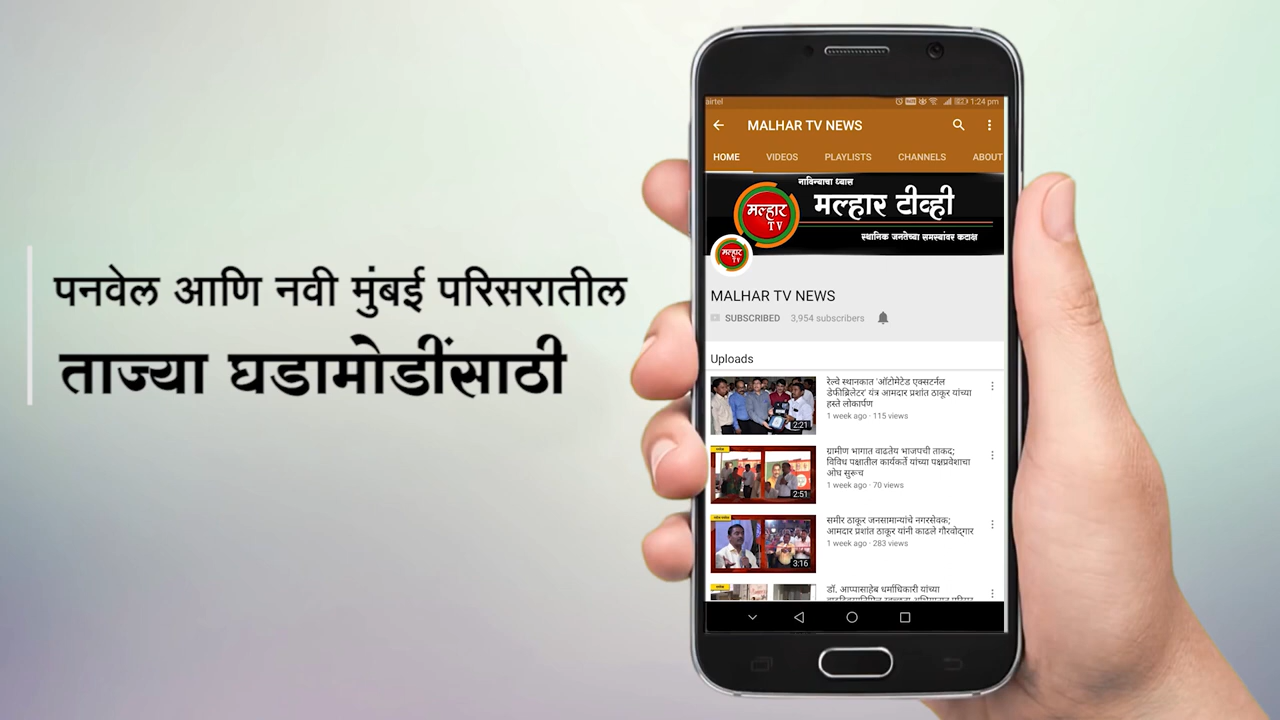 पनवेल आणि नवी मुंबई परिसरातील
ताज्या घडामोडींसाठी
airtel
1:24 pm
MALHAR TV NEWS
HOME VIDEOS PLAYLISTS CHANNELS ABOUT
नाविन्याचा ध्यास
मल्हार टीव्ही
मल्हार
TV
स्थानिक जनतेच्या समस्यांवर कटाक्ष
मल्हार
TV
MALHAR TV NEWS
SUBSCRIBED 3,954 subscribers
Uploads
रेल्वे स्थानकात 'ऑटोमेटेड एक्सटर्नल
डेफीब्रिलेटर' यंत्र आमदार प्रशांत ठाकूर यांच्या
हस्ते लोकार्पण
1 week ago · 115 views
2:21
ग्रामीण भागात वाढतेय भाजपची ताकद;
विविध पक्षातील कार्यकर्ते यांच्या पक्षप्रवेशाचा
ओघ सुरूच
1 week ago · 70 views
2:51
समीर ठाकूर जनसामान्यांचे नगरसेवक;
आमदार प्रशांत ठाकूर यांनी काढले गौरवोद्गार
1 week ago · 283 views
3:16
डॉ. आप्पासाहेब धर्माधिकारी यांच्या